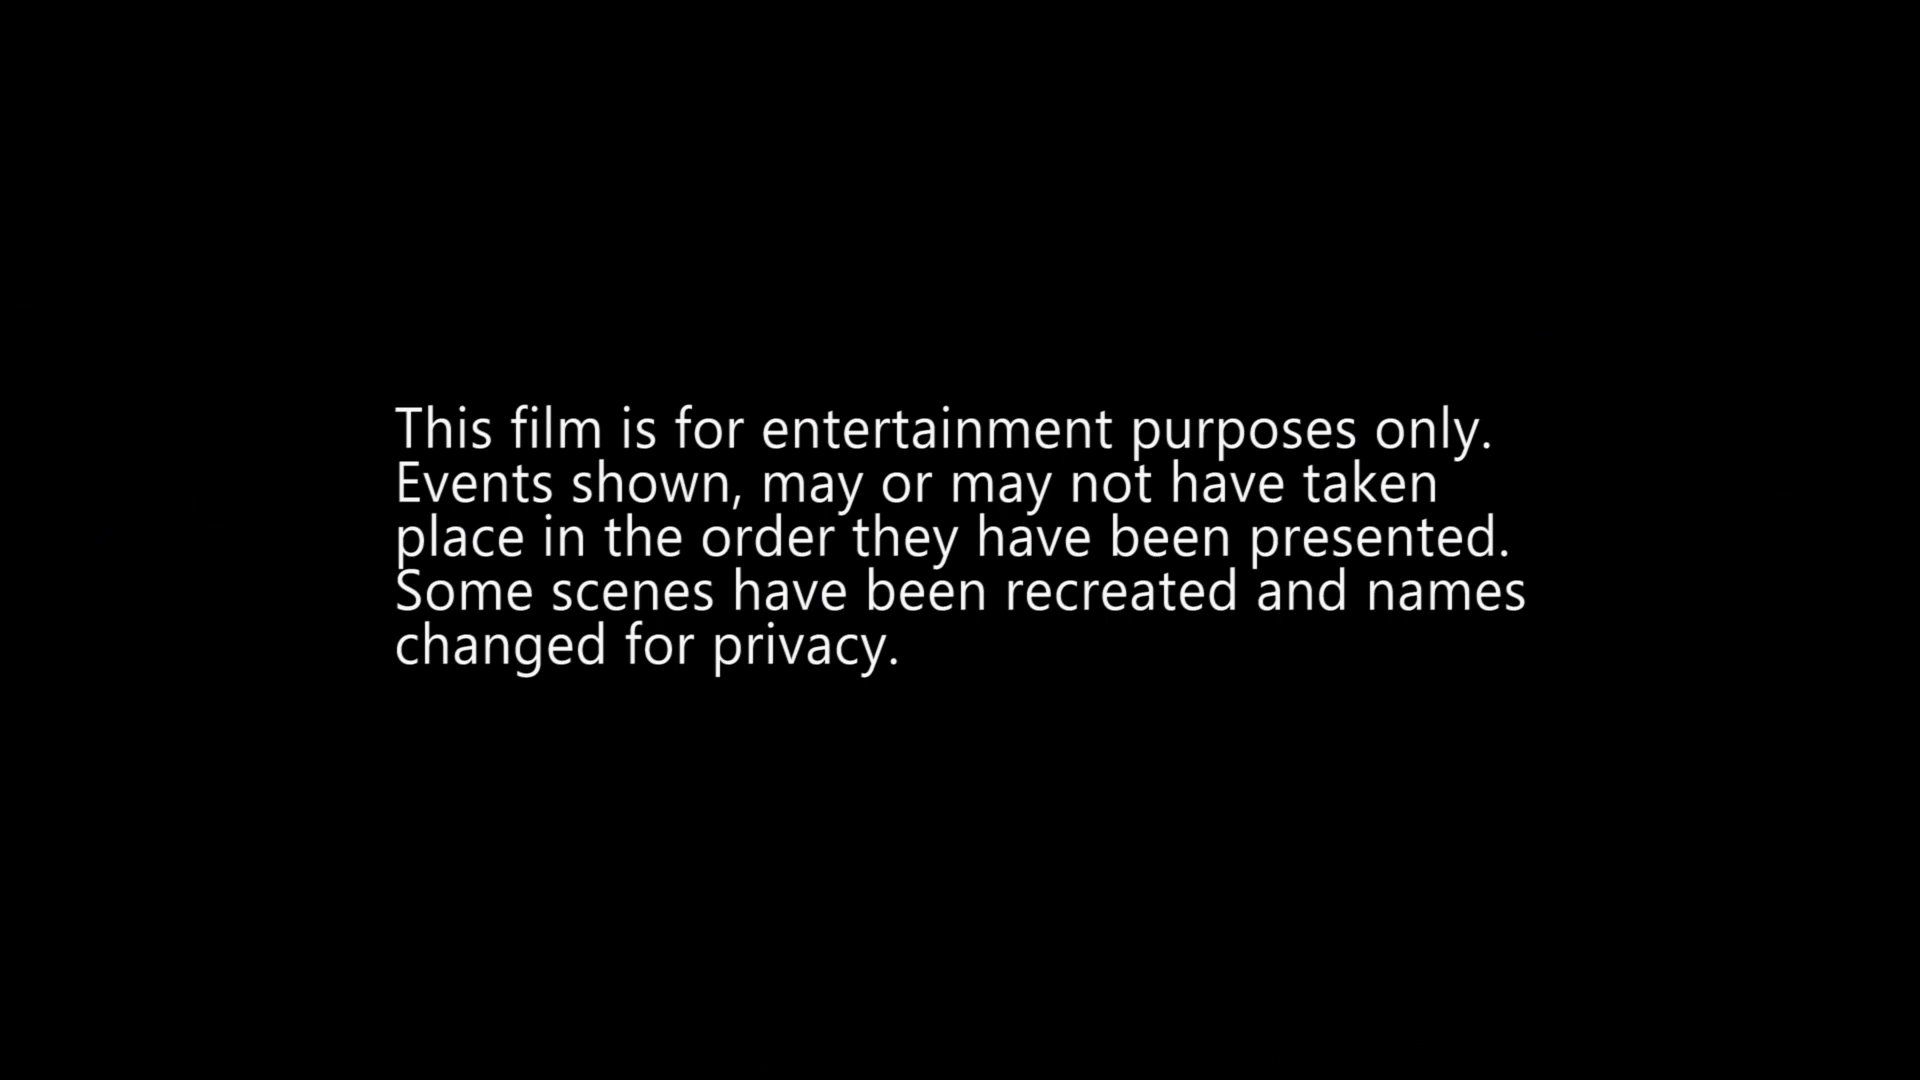 This film is for entertainment purposes only.
Events shown, may or may not have taken
place in the order they have been presented.
Some scenes have been recreated and names
changed for privacy.